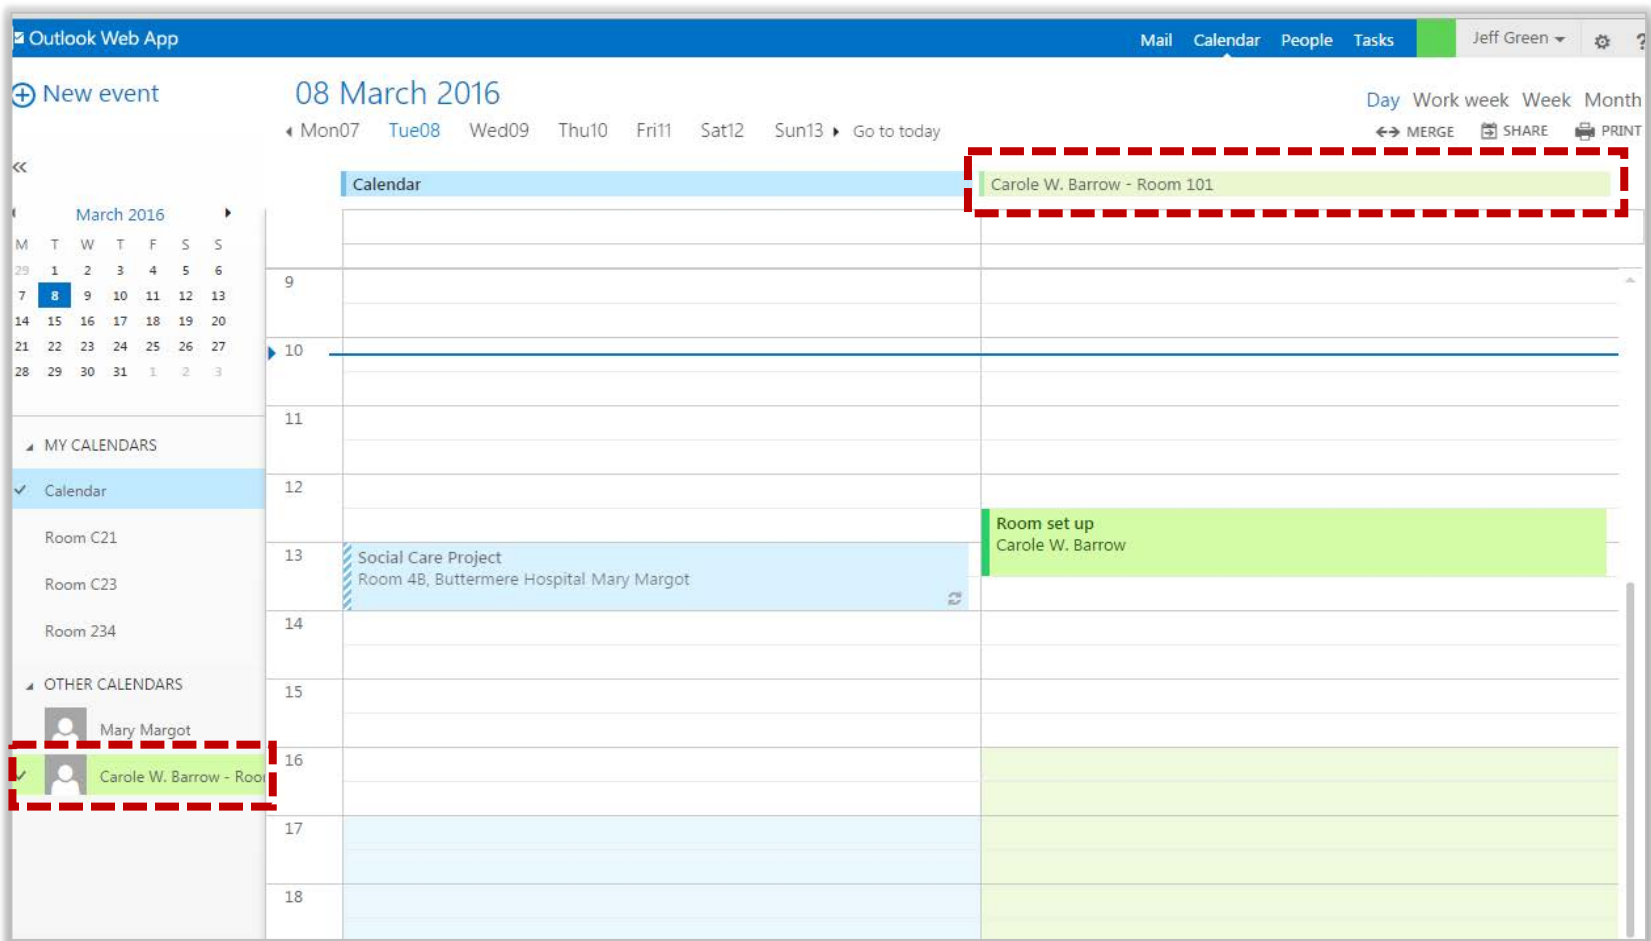 Outlook Web App
Mail Calendar People Tasks Jeff Green ?
New event
08 March 2016
Day Work week Week Month
Mon07 Tue08 Wed09 Thu10 Fri11 Sat12 Sun13 Go to today
MERGE SHARE PRINT
«
March 2016
M T W T F S S
29 1 2 3 4 5 6
7 8 9 10 11 12 13
14 15 16 17 18 19 20
21 22 23 24 25 26 27
28 29 30 31 1 2 3
MY CALENDARS
Calendar
Room C21
Room C23
Room 234
OTHER CALENDARS
Mary Margot
Carole W. Barrow - Roo
Calendar
Carole W. Barrow - Room 101
9
10
11
12
13
14
15
16
17
18
Social Care Project
Room 4B, Buttermere Hospital Mary Margot
Room set up
Carole W. Barrow